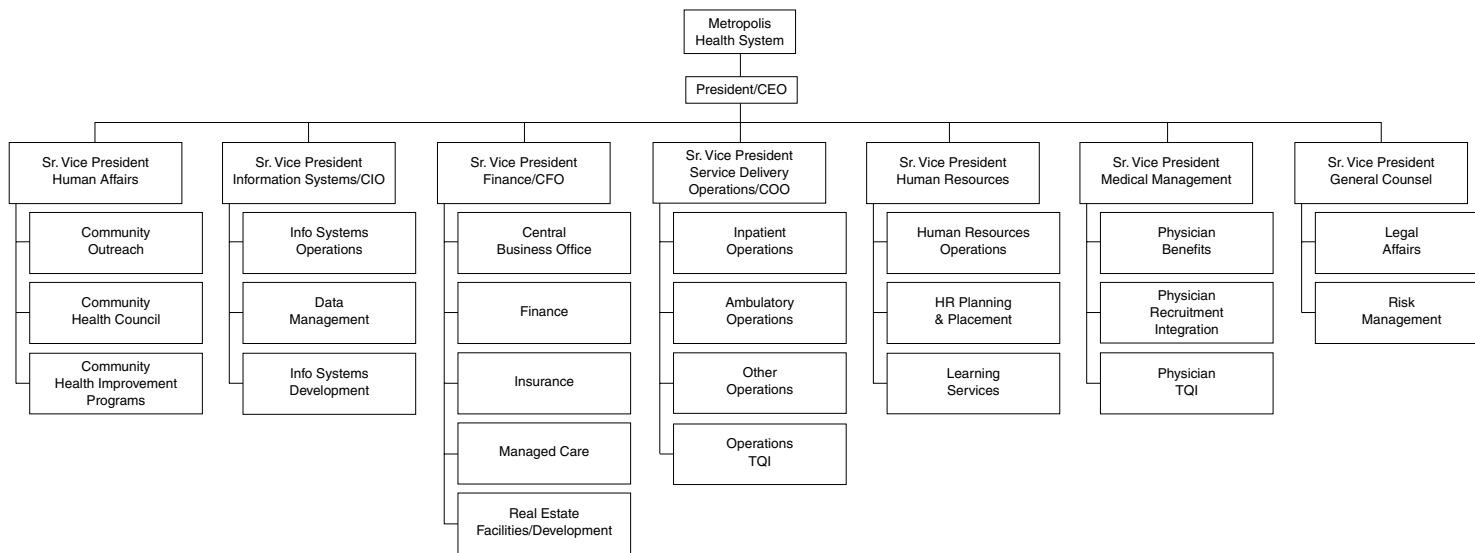 Metropolis
Health System
President/CEO
Sr. Vice President
Human Affairs
Community
Outreach
Community
Health Council
Community
Health Improvement
Programs
Sr. Vice President
Information Systems/CIO
Info Systems
Operations
Data
Management
Info Systems
Development
Sr. Vice President
Finance/CFO
Central
Business Office
Finance
Insurance
Managed Care
Real Estate
Facilities/Development
Sr. Vice President
Service Delivery
Operations/COO
Inpatient
Operations
Ambulatory
Operations
Other
Operations
Operations
TQI
Sr. Vice President
Human Resources
Human Resources
Operations
HR Planning
& Placement
Learning
Services
Sr. Vice President
Medical Management
Physician
Benefits
Physician
Recruitment
Integration
Physician
TQI
Sr. Vice President
General Counsel
Legal
Affairs
Risk
Management